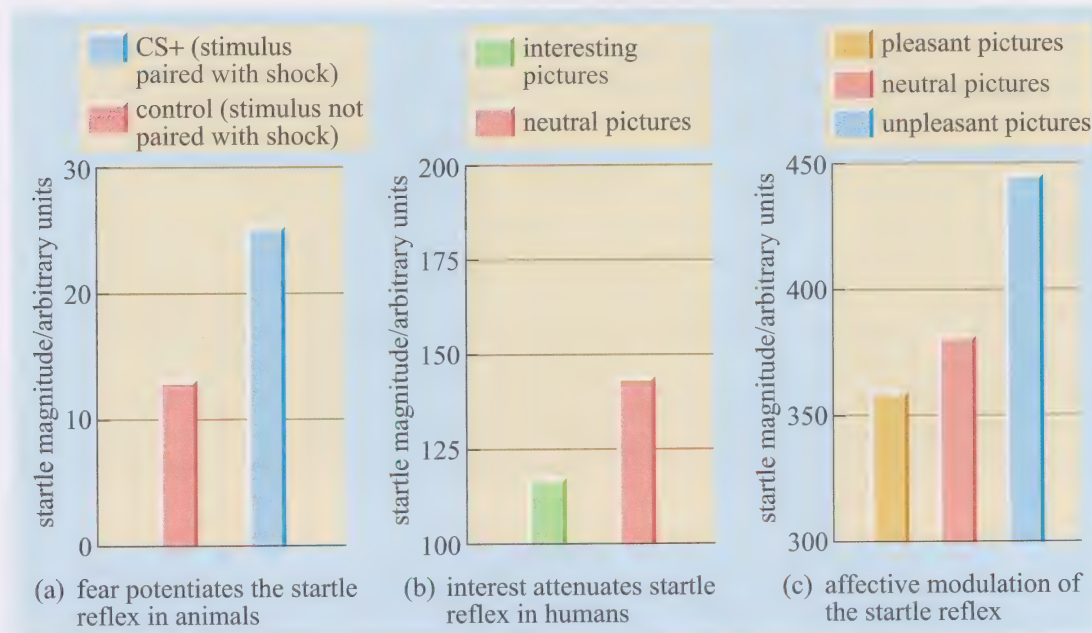 CS+ (stimulus
paired with shock)
control (stimulus not
paired with shock)
startle magnitude/arbitrary units
30
20
10
0
(a) fear potentiates the startle
reflex in animals
interesting
pictures
neutral pictures
startle magnitude/arbitrary units
200
175
150
125
100
(b) interest attenuates startle
reflex in humans
pleasant pictures
neutral pictures
unpleasant pictures
startle magnitude/arbitrary units
450
400
350
300
(c) affective modulation of
the startle reflex